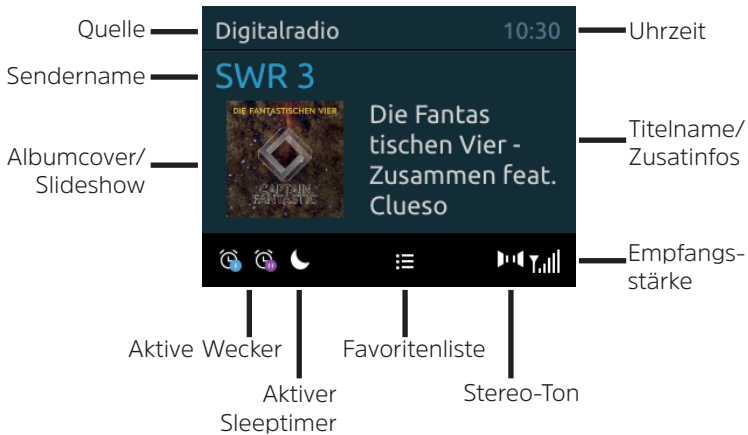 Quelle
Digitalradio
10:30
Uhrzeit
Sendername
SWR 3
Albumcover/
Slideshow
DIE FANTASTISCHEN VIER
CAPTAIN
FANTASTIC
Die Fantas
tischen Vier -
Zusammen feat.
Clueso
Titelname/
Zusatinfos
Empfangs-
stärke
Aktive Wecker
Favoritenliste
Aktiver
Sleeptimer
Stereo-Ton